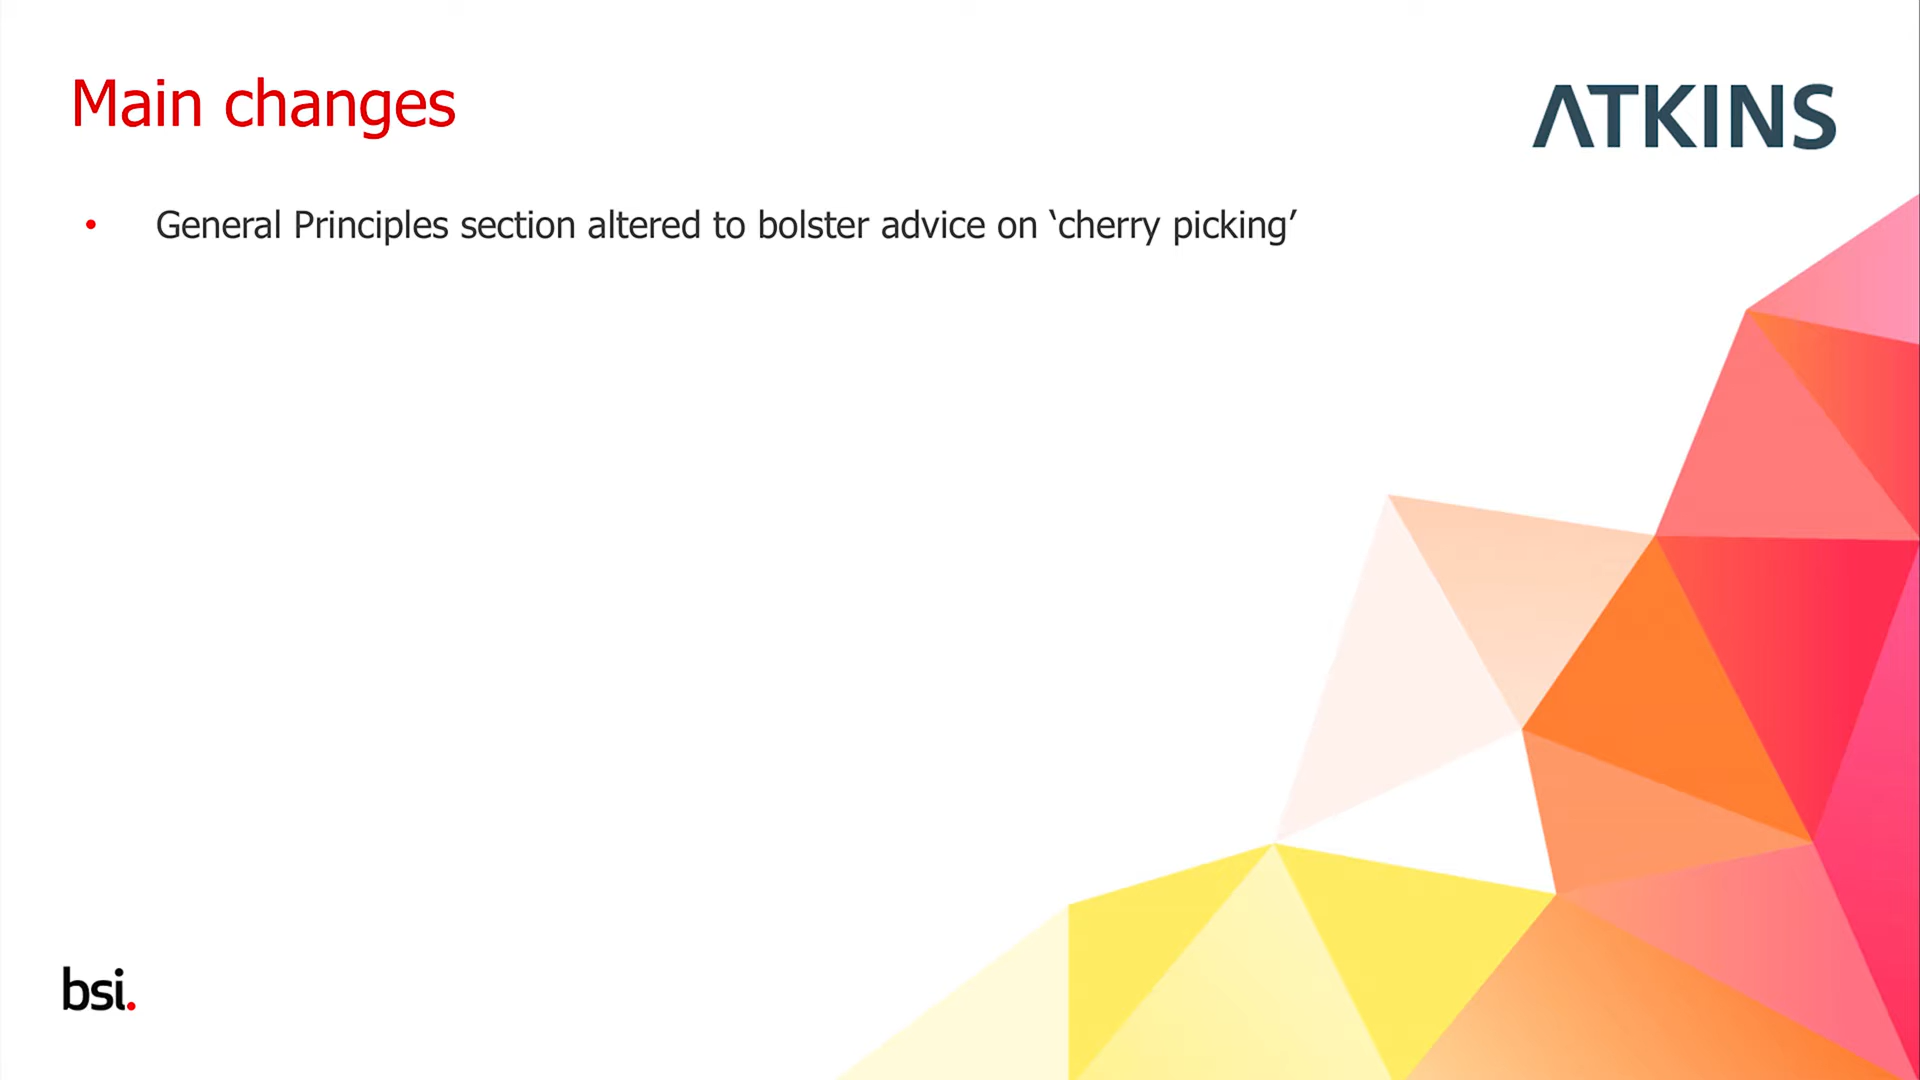 Main changes
ATKINS
• General Principles section altered to bolster advice on ‘cherry picking’
bsi.